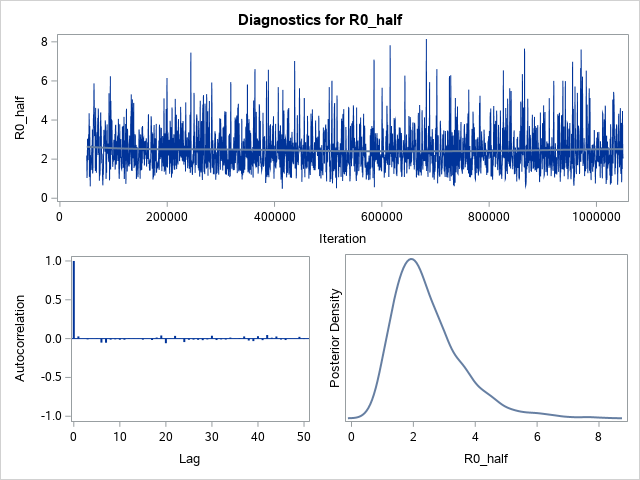 Diagnostics for R0_half
R0_half
8
6
4
2
0
0 200000 400000 600000 800000 1000000
Iteration
Autocorrelation
1.0
0.5
0.0
-0.5
-1.0
0 10 20 30 40 50
Lag
Posterior Density
0 2 4 6 8
R0_half